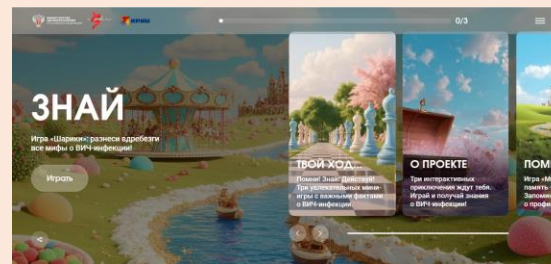 0/3
ЗНАЙ
Игра «Шарики»: разнеси вдребезги
все мифы о ВИЧ-инфекции!
Играть
ТВОЙ ХОД...
Помни! Знай! Действуй!
Три увлекательных мини-
игры с важными фактами
о ВИЧ-инфекции!
О ПРОЕКТЕ
Три интерактивных
приключения ждут тебя.
Играй и получай знания
о ВИЧ-инфекции!
ПОМ
Игра «М
память
Запомин
о профи